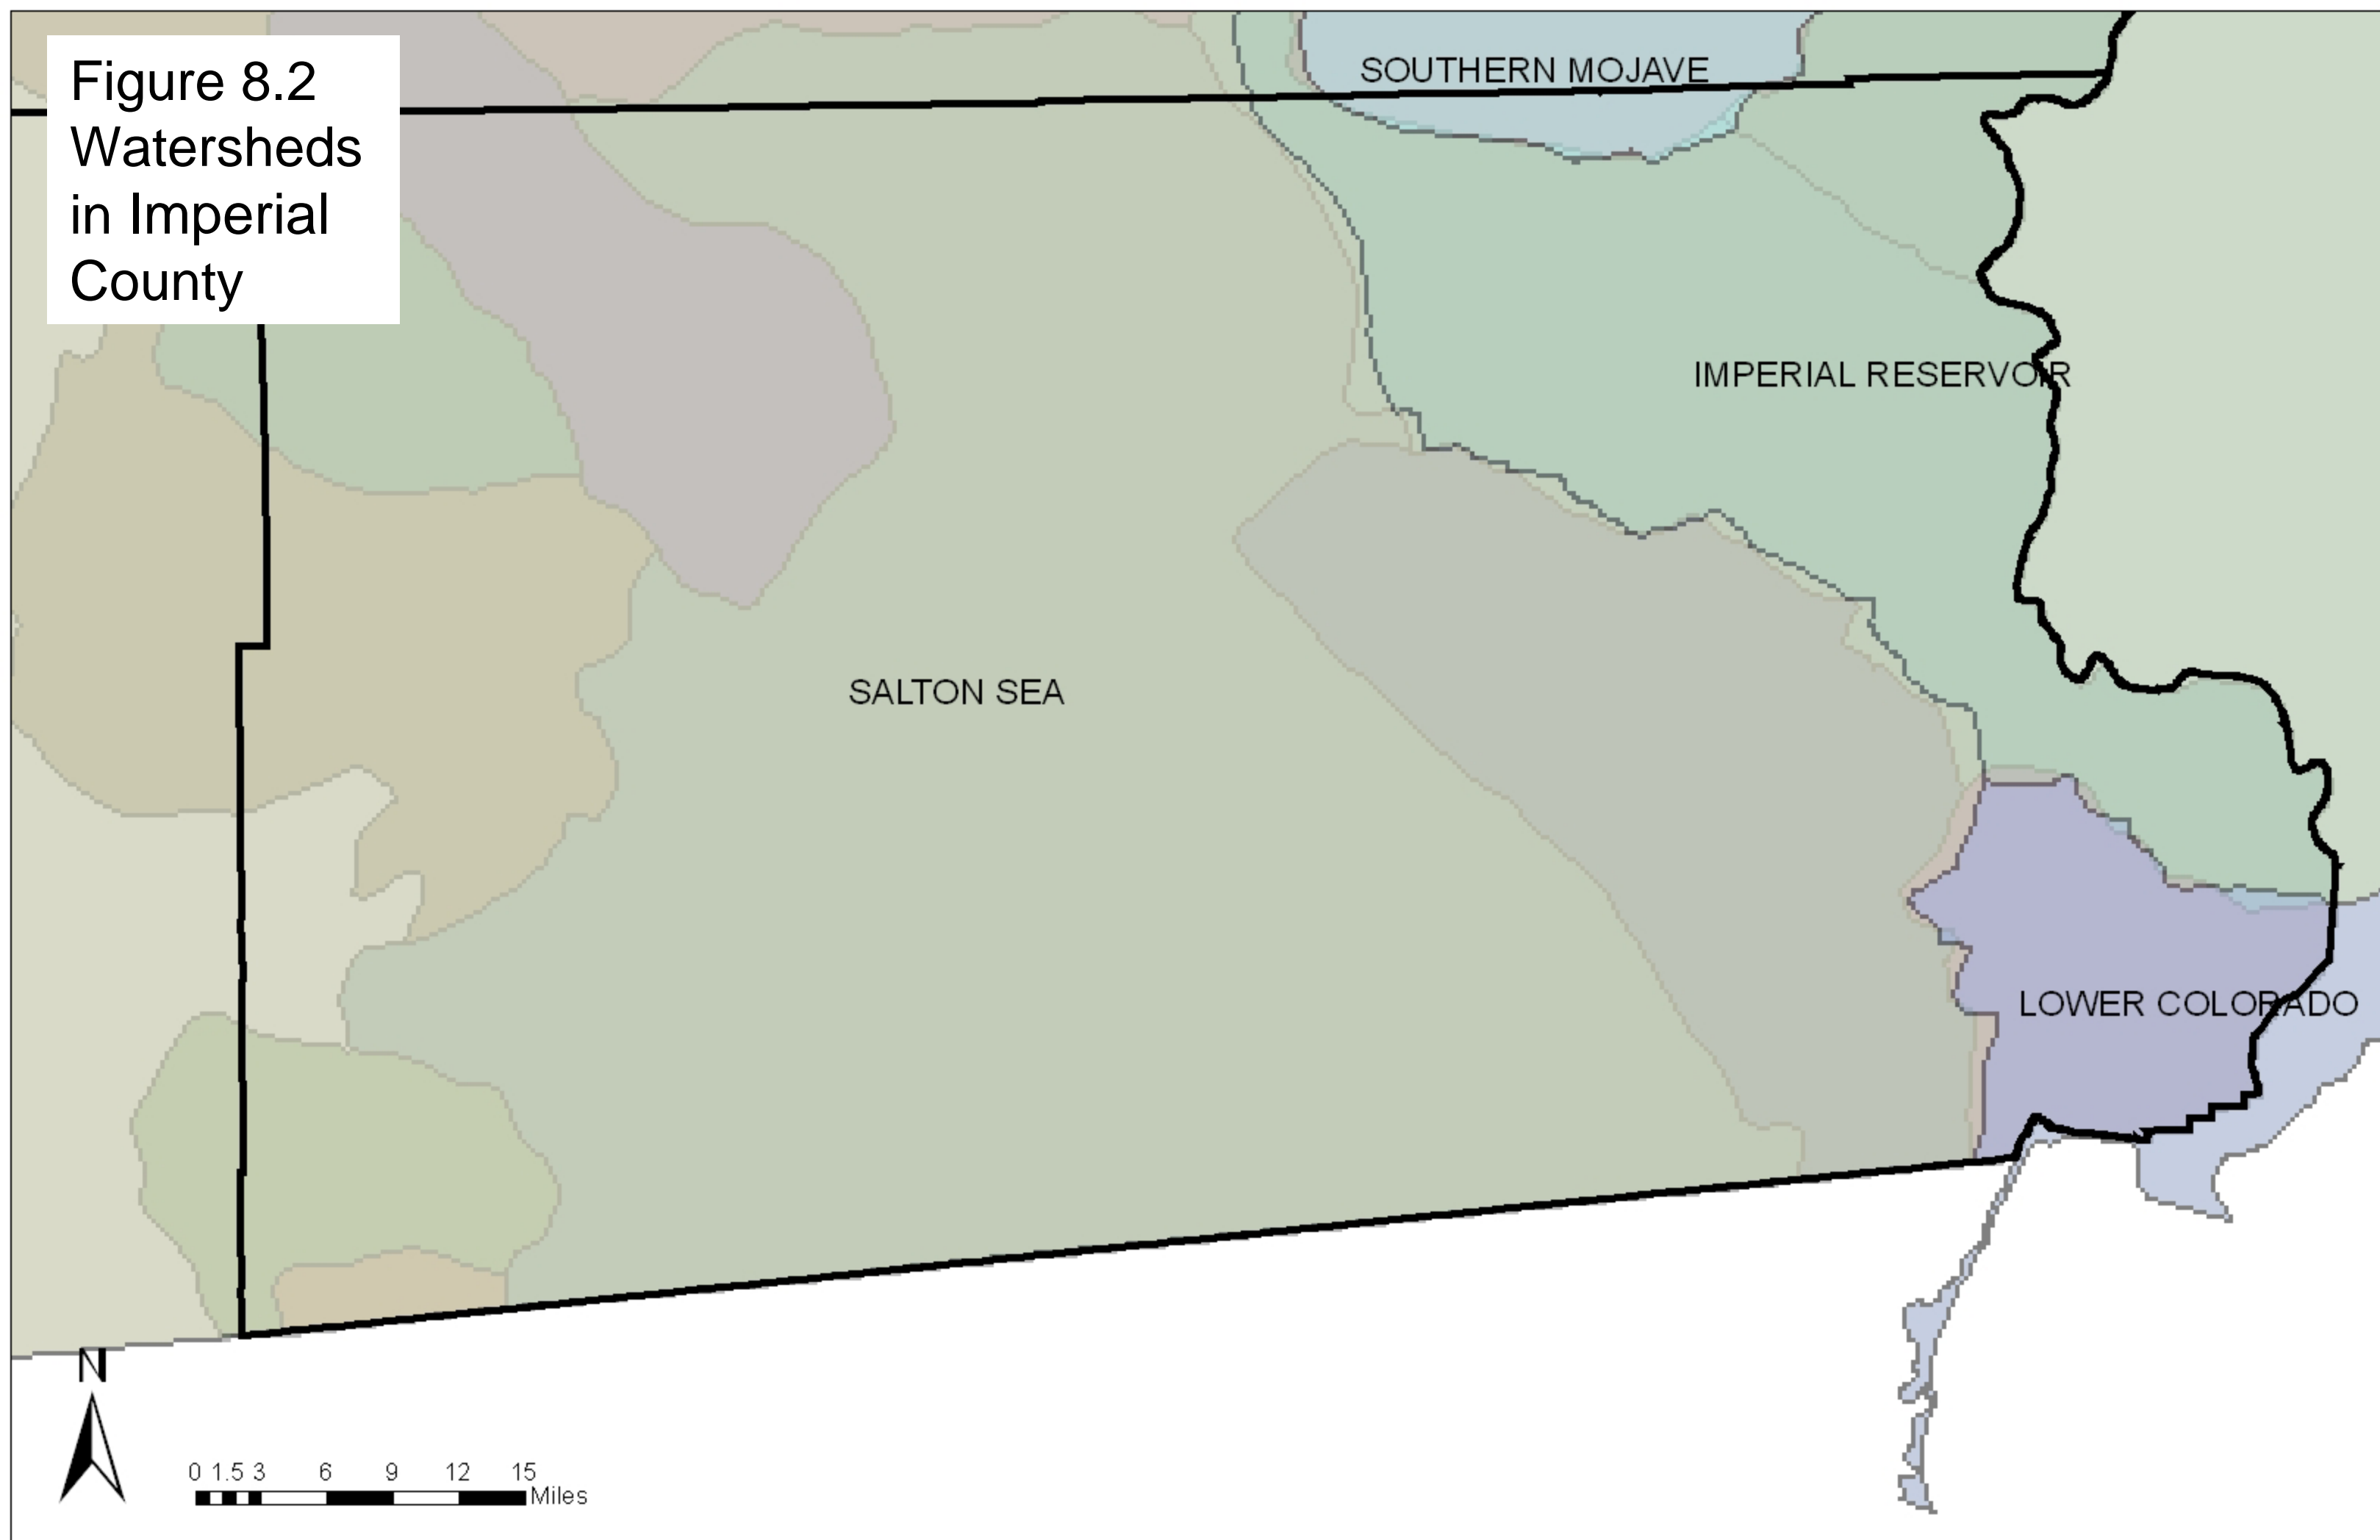 Figure 8.2
Watersheds
in Imperial
County
SOUTHERN MOJAVE
IMPERIAL RESERVOIR
SALTON SEA
LOWER COLORADO
N
0 1.5 3 6 9 12 15
Miles